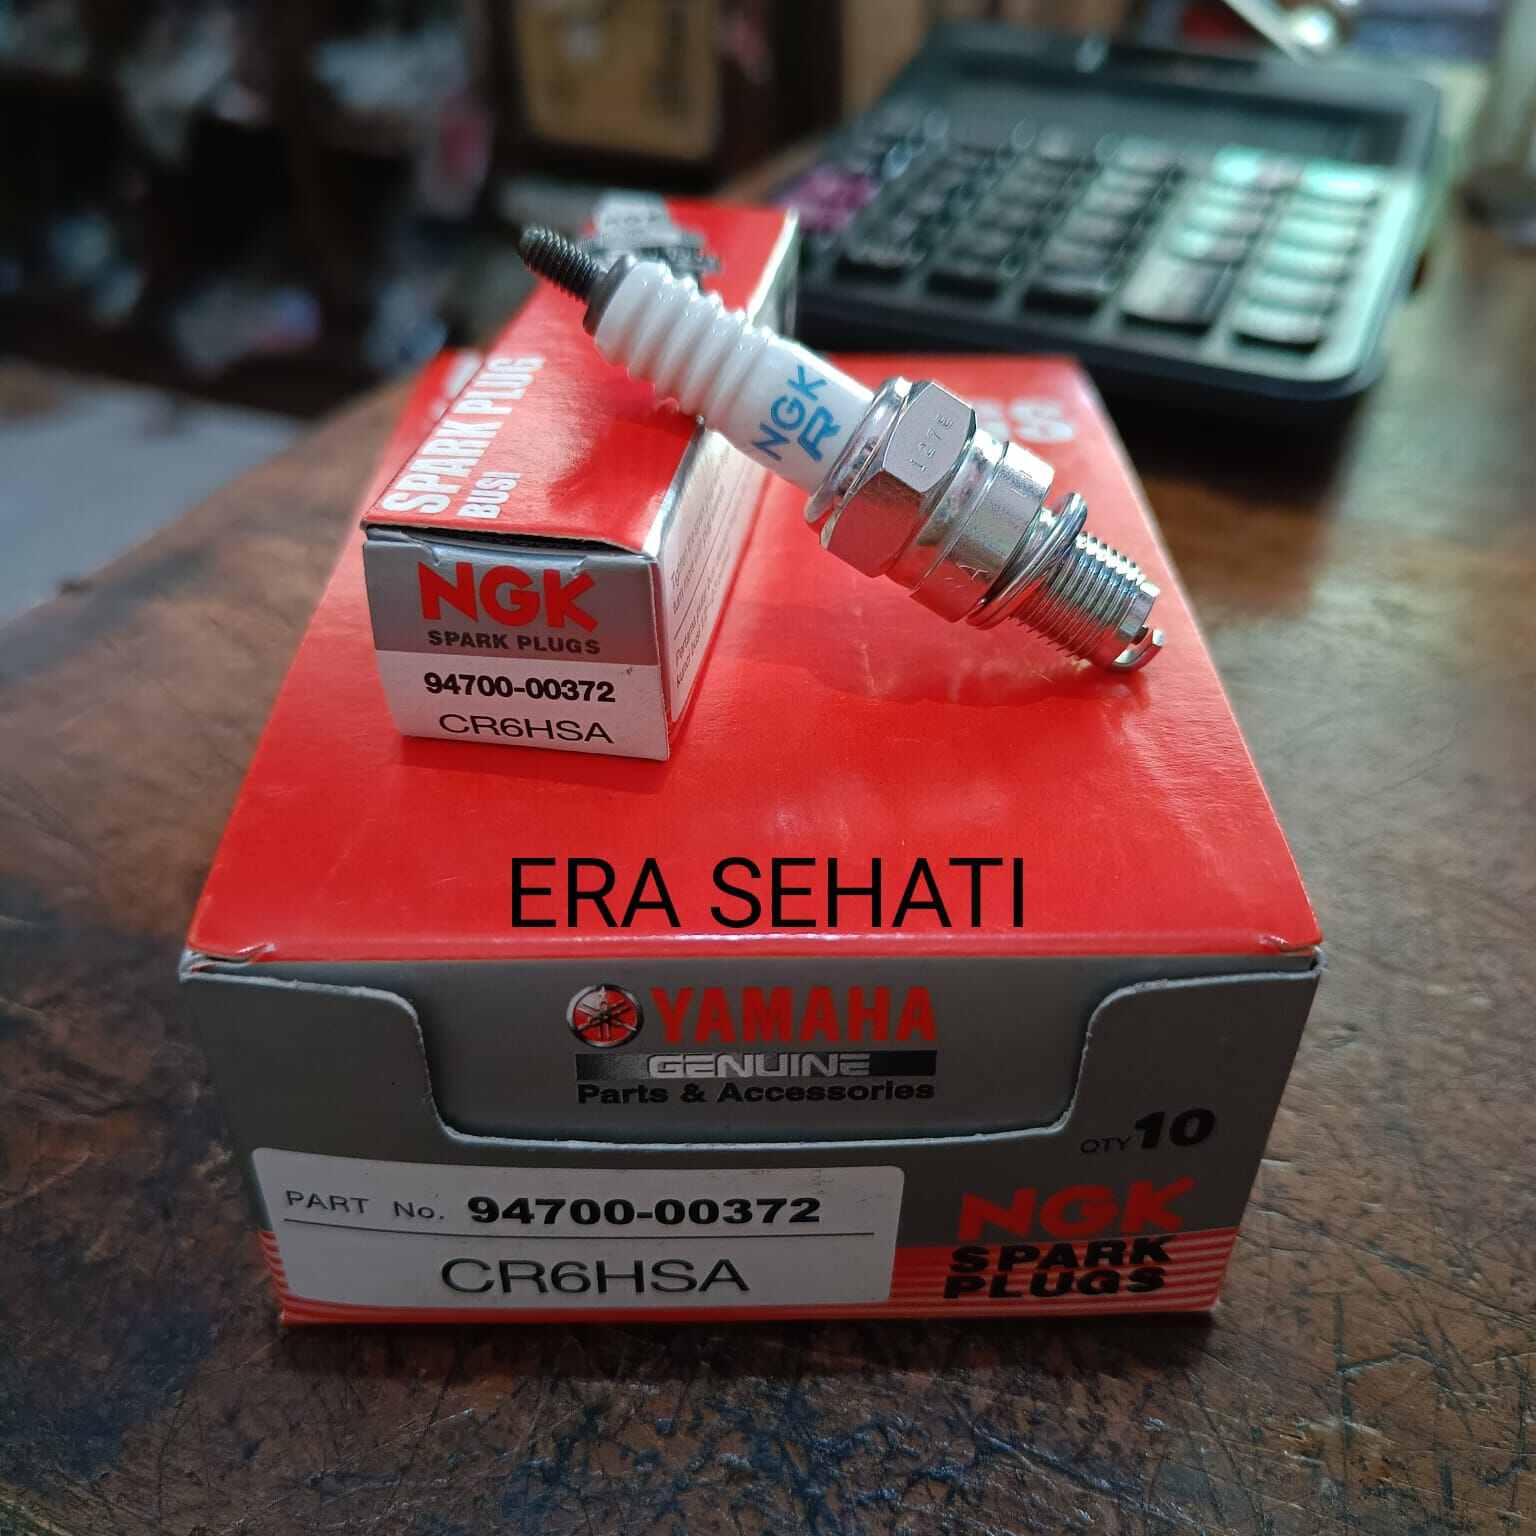 SPARK PLUG
BUSI
NGK
SPARK PLUGS
94700-00372
CR6HSA
NGK
R
127E
ERA SEHATI
YAMAHA
GENUINE
Parts & Accessories
QTY 10
PART No. 94700-00372
CR6HSA
NGK
SPARK
PLUGS